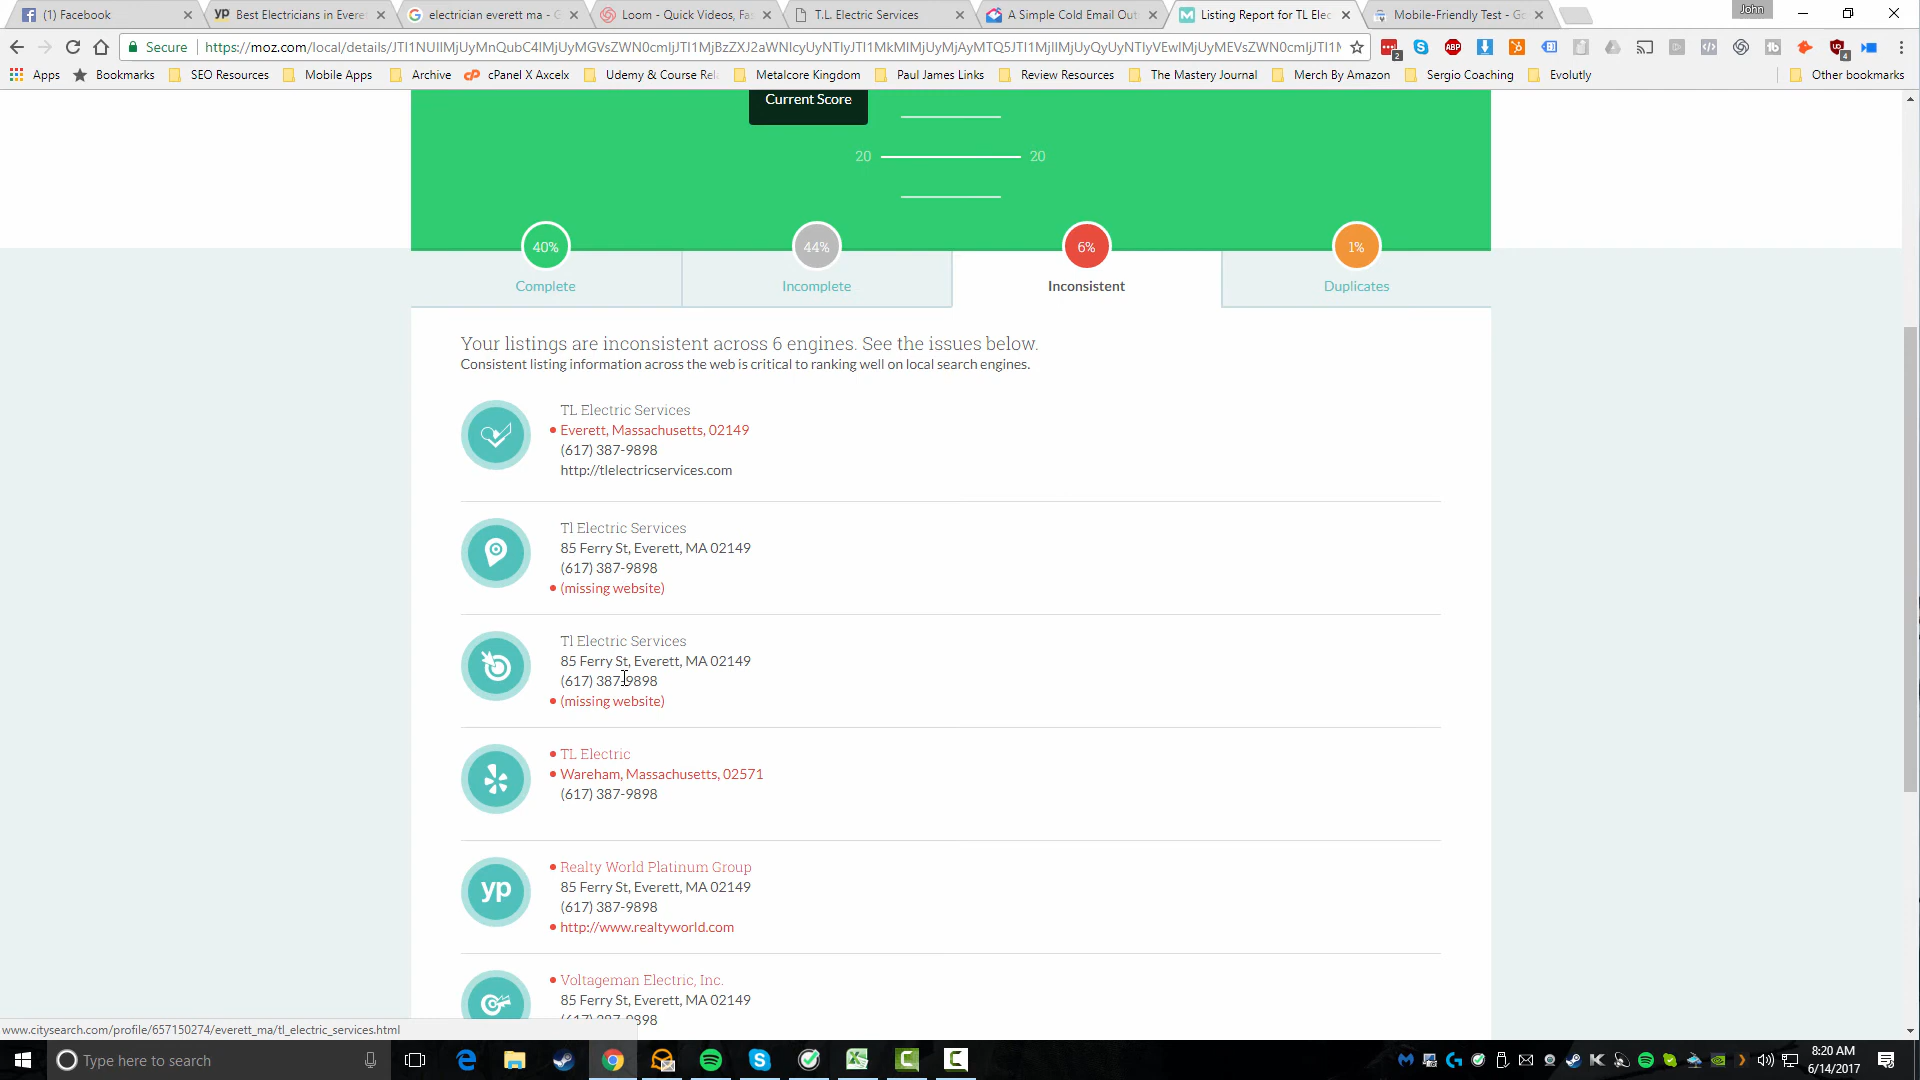 (1) Facebook
Best Electricians in Evere
electrician everett ma - G
Loom - Quick Videos, Fa
T.L. Electric Services
A Simple Cold Email Out
Listing Report for TL Elec
Mobile-Friendly Test - Go
John
Secure
Apps
Bookmarks
SEO Resources
Mobile Apps
Archive
cPanel X Axcelx
Udemy & Course Rel
Metalcore Kingdom
Paul James Links
Review Resources
The Mastery Journal
Merch By Amazon
Sergio Coaching
Evolutly
Other bookmarks
Current Score
20 20
40% 44% 6% 1%
Complete Incomplete Inconsistent Duplicates
Your listings are inconsistent across 6 engines. See the issues below.
Consistent listing information across the web is critical to ranking well on local search engines.
TL Electric Services
Everett, Massachusetts, 02149
(617) 387-9898
http://tlelectricservices.com
Tl Electric Services
85 Ferry St, Everett, MA 02149
(617) 387-9898
(missing website)
Tl Electric Services
85 Ferry St, Everett, MA 02149
(617) 387-9898
(missing website)
TL Electric
Wareham, Massachusetts, 02571
(617) 387-9898
yp
Realty World Platinum Group
85 Ferry St, Everett, MA 02149
(617) 387-9898
http://www.realtyworld.com
Voltageman Electric, Inc.
85 Ferry St, Everett, MA 02149
(617) 387-9898
www.citysearch.com/profile/657150274/everett_ma/tl_electric_services.html
Type here to search
8:20 AM
6/14/2017